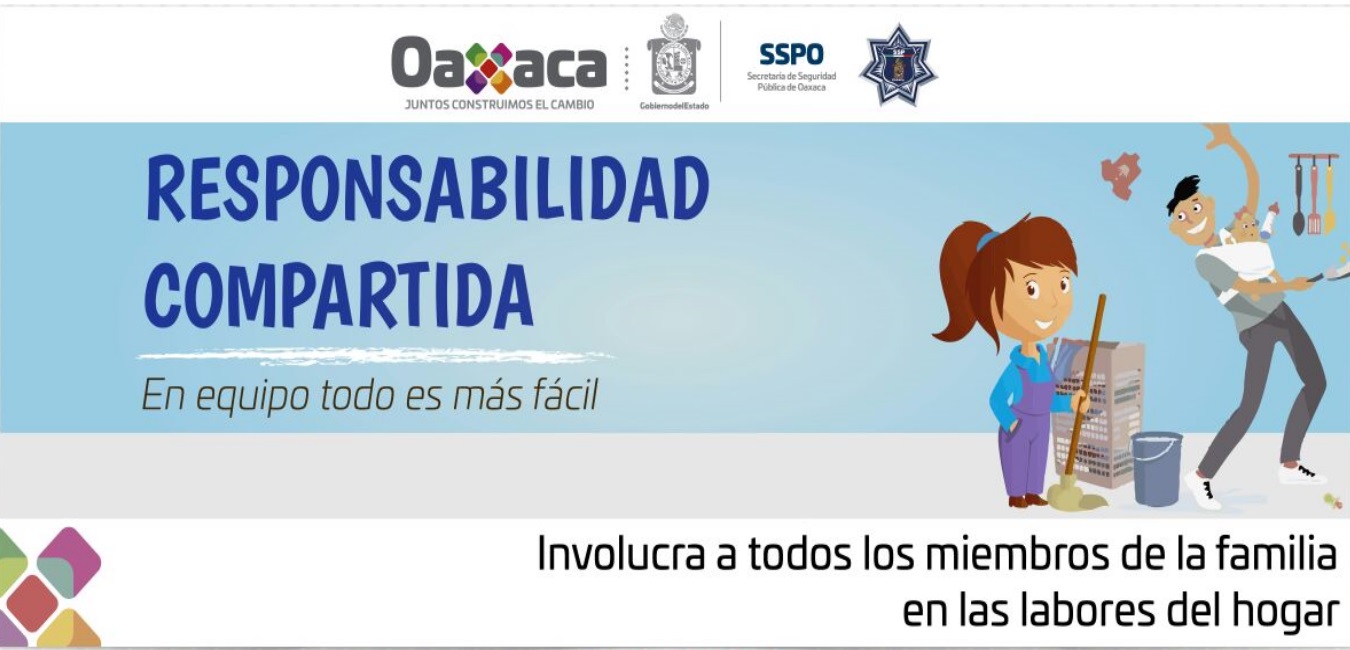 Oaxaca
JUNTOS CONSTRUIMOS EL CAMBIO
GobiernodelEstado
SSPO
Secretaría de Seguridad
Pública de Oaxaca
SSP
RESPONSABILIDAD
COMPARTIDA
En equipo todo es más fácil
Involucra a todos los miembros de la familia
en las labores del hogar